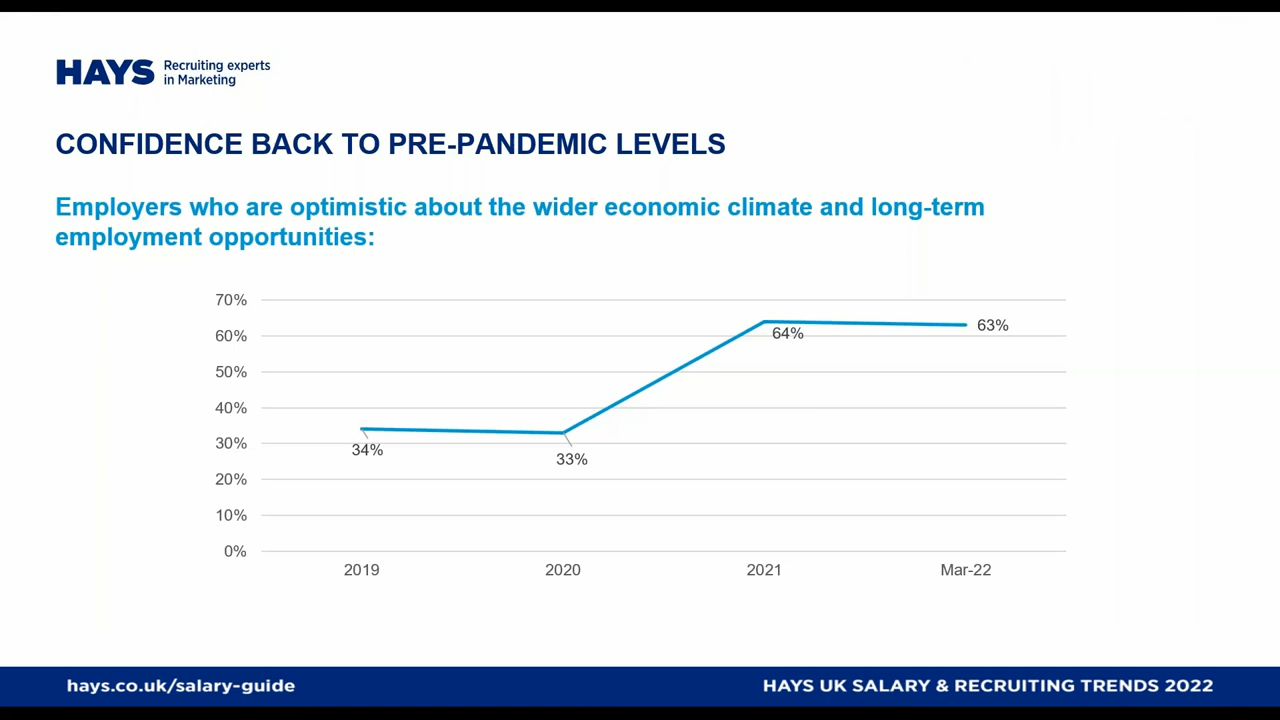 HAYS Recruiting experts
in Marketing
CONFIDENCE BACK TO PRE-PANDEMIC LEVELS
Employers who are optimistic about the wider economic climate and long-term
employment opportunities:
70%
60%
50%
40%
30%
20%
10%
0%
34%
33%
64%
63%
2019
2020
2021
Mar-22
hays.co.uk/salary-guide
HAYS UK SALARY & RECRUITING TRENDS 2022